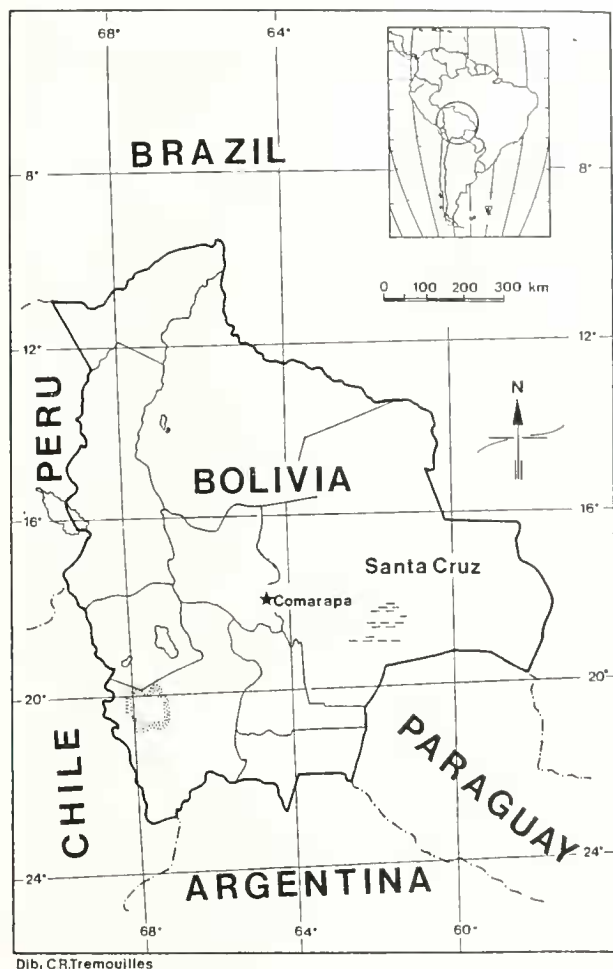 68° 64°
BRAZIL
8° 8°
0 100 200 300 km
12° 12°
N
PERU
BOLIVIA
16° 16°
Santa Cruz
★Comarapa
20° 20°
CHILE
PARAGUAY
24° 24°
ARGENTINA
68 64 60
Dib. C.R.Tremouilles